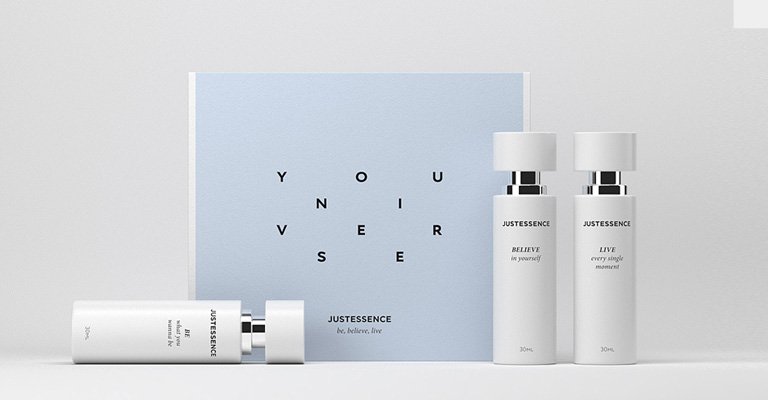 Y O U
N I
V E R
S E
JUSTESSENCE
be, believe, live
JUSTESSENCE
BELIEVE
in yourself
30ML
JUSTESSENCE
LIVE
every single
moment
30ML
JUSTESSENCE
BE
what you
wanna be
30ML